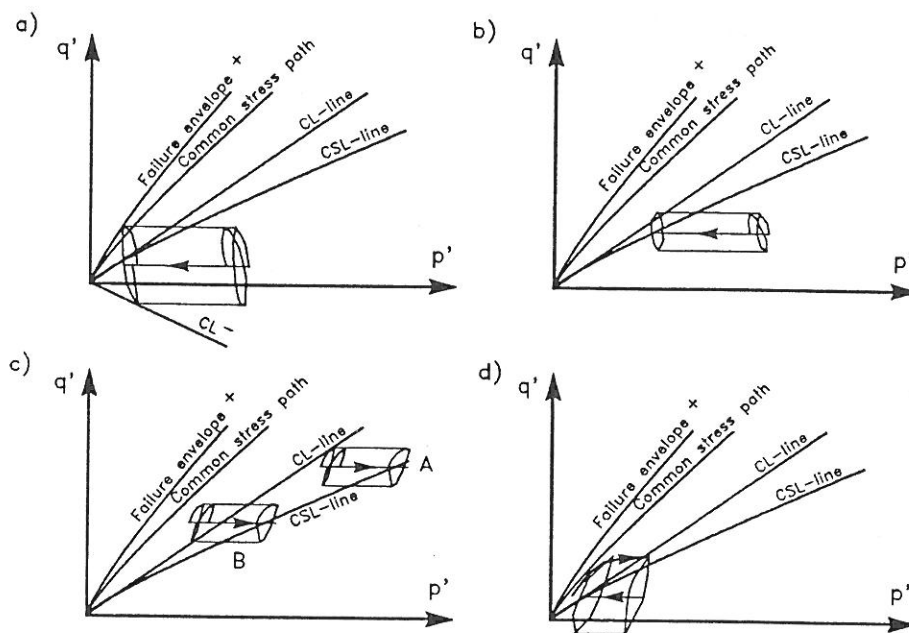 a)
q'
Failure envelope +
Common stress path
CL-line
CSL-line
p'
CL-
b)
q'
Failure envelope +
Common stress path
CL-line
CSL-line
p
c)
q'
Failure envelope +
Common stress path
CL-line
A
CSL-line
B
p'
d)
q'
Failure envelope +
Common stress path
CL-line
CSL-line
p'